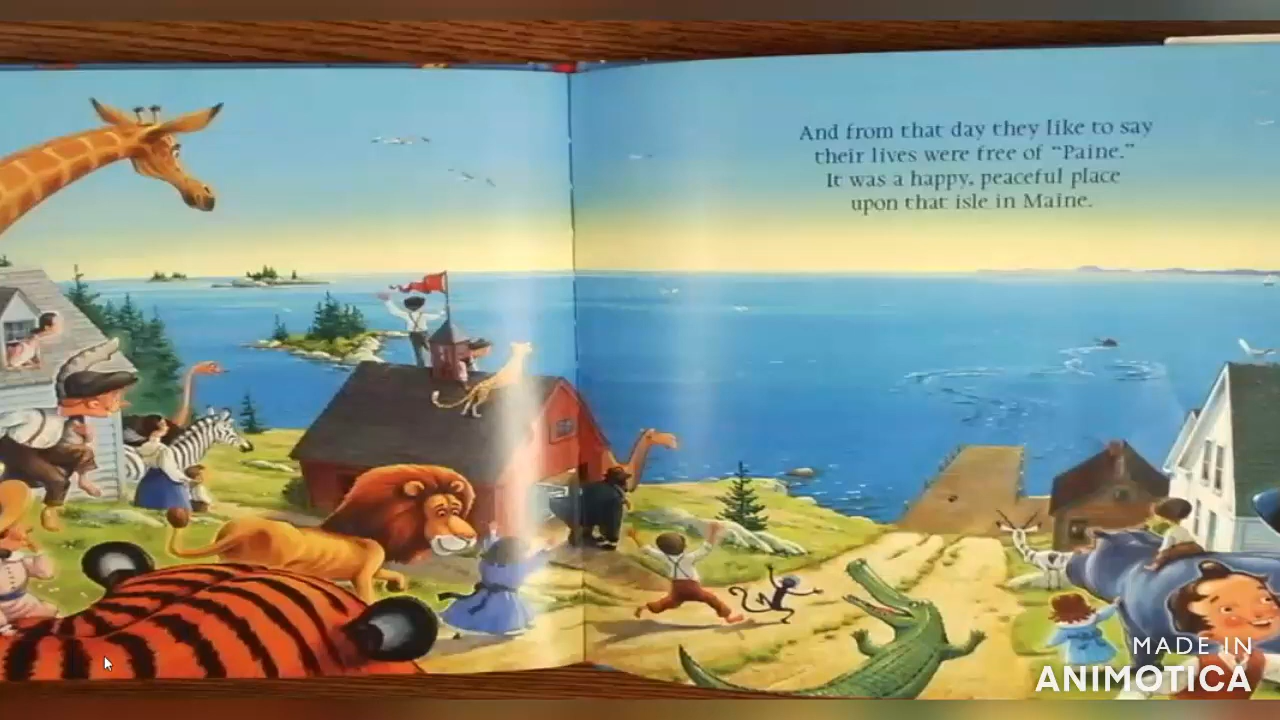 And from that day they like to say
their lives were free of “Paine.”
It was a happy, peaceful place
upon that isle in Maine.
MADE IN
ANIMOTICA